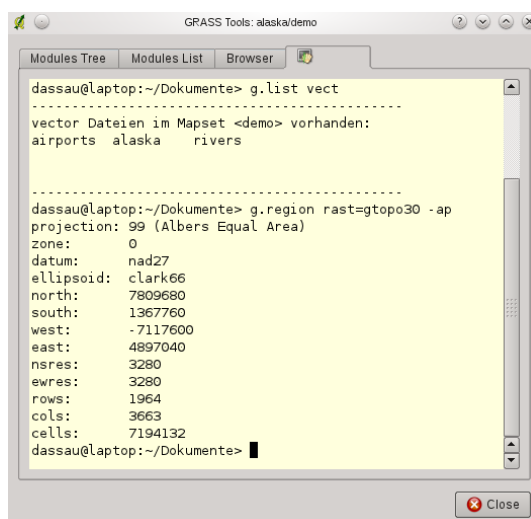 GRASS Tools: alaska/demo
Modules Tree Modules List Browser
dassau@laptop:~/Dokumente> g.list vect
----------------------------------------------
vector Dateien im Mapset <demo> vorhanden:
airports alaska rivers
----------------------------------------------
dassau@laptop:~/Dokumente> g.region rast=gtopo30 -ap
projection: 99 (Albers Equal Area)
zone: 0
datum: nad27
ellipsoid: clark66
north: 7809680
south: 1367760
west: -7117600
east: 4897040
nsres: 3280
ewres: 3280
rows: 1964
cols: 3663
cells: 7194132
dassau@laptop:~/Dokumente>
Close